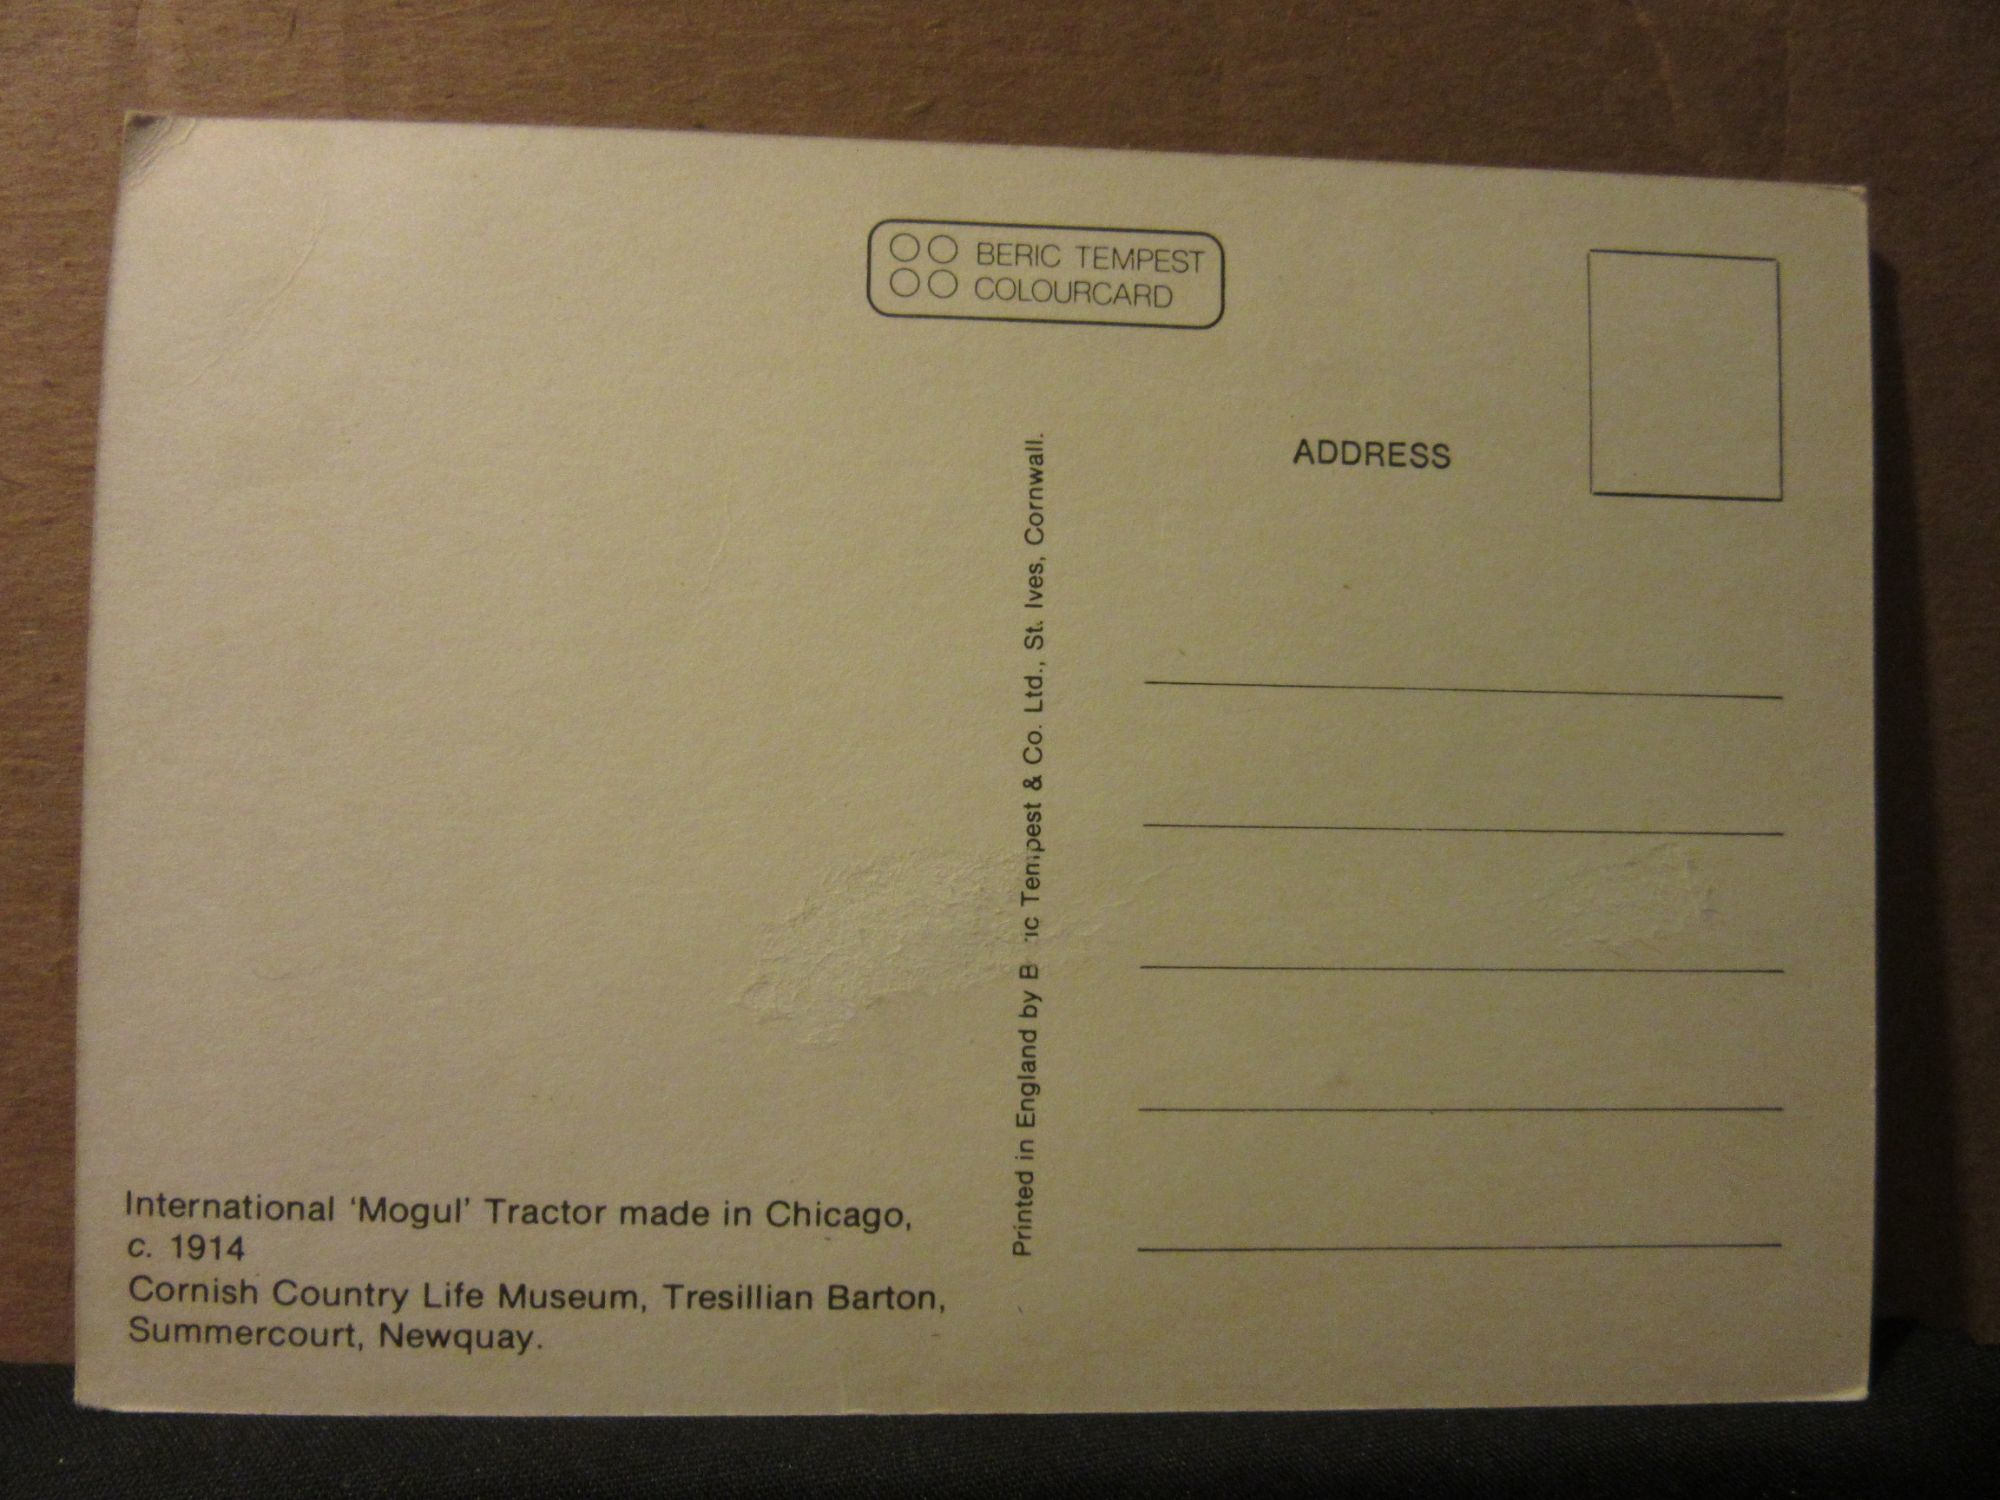 BERIC TEMPEST
COLOURCARD
ADDRESS
Printed in England by B ic Tempest & Co. Ltd., St. Ives, Cornwall.
International ‘Mogul’ Tractor made in Chicago,
c. 1914
Cornish Country Life Museum, Tresillian Barton,
Summercourt, Newquay.